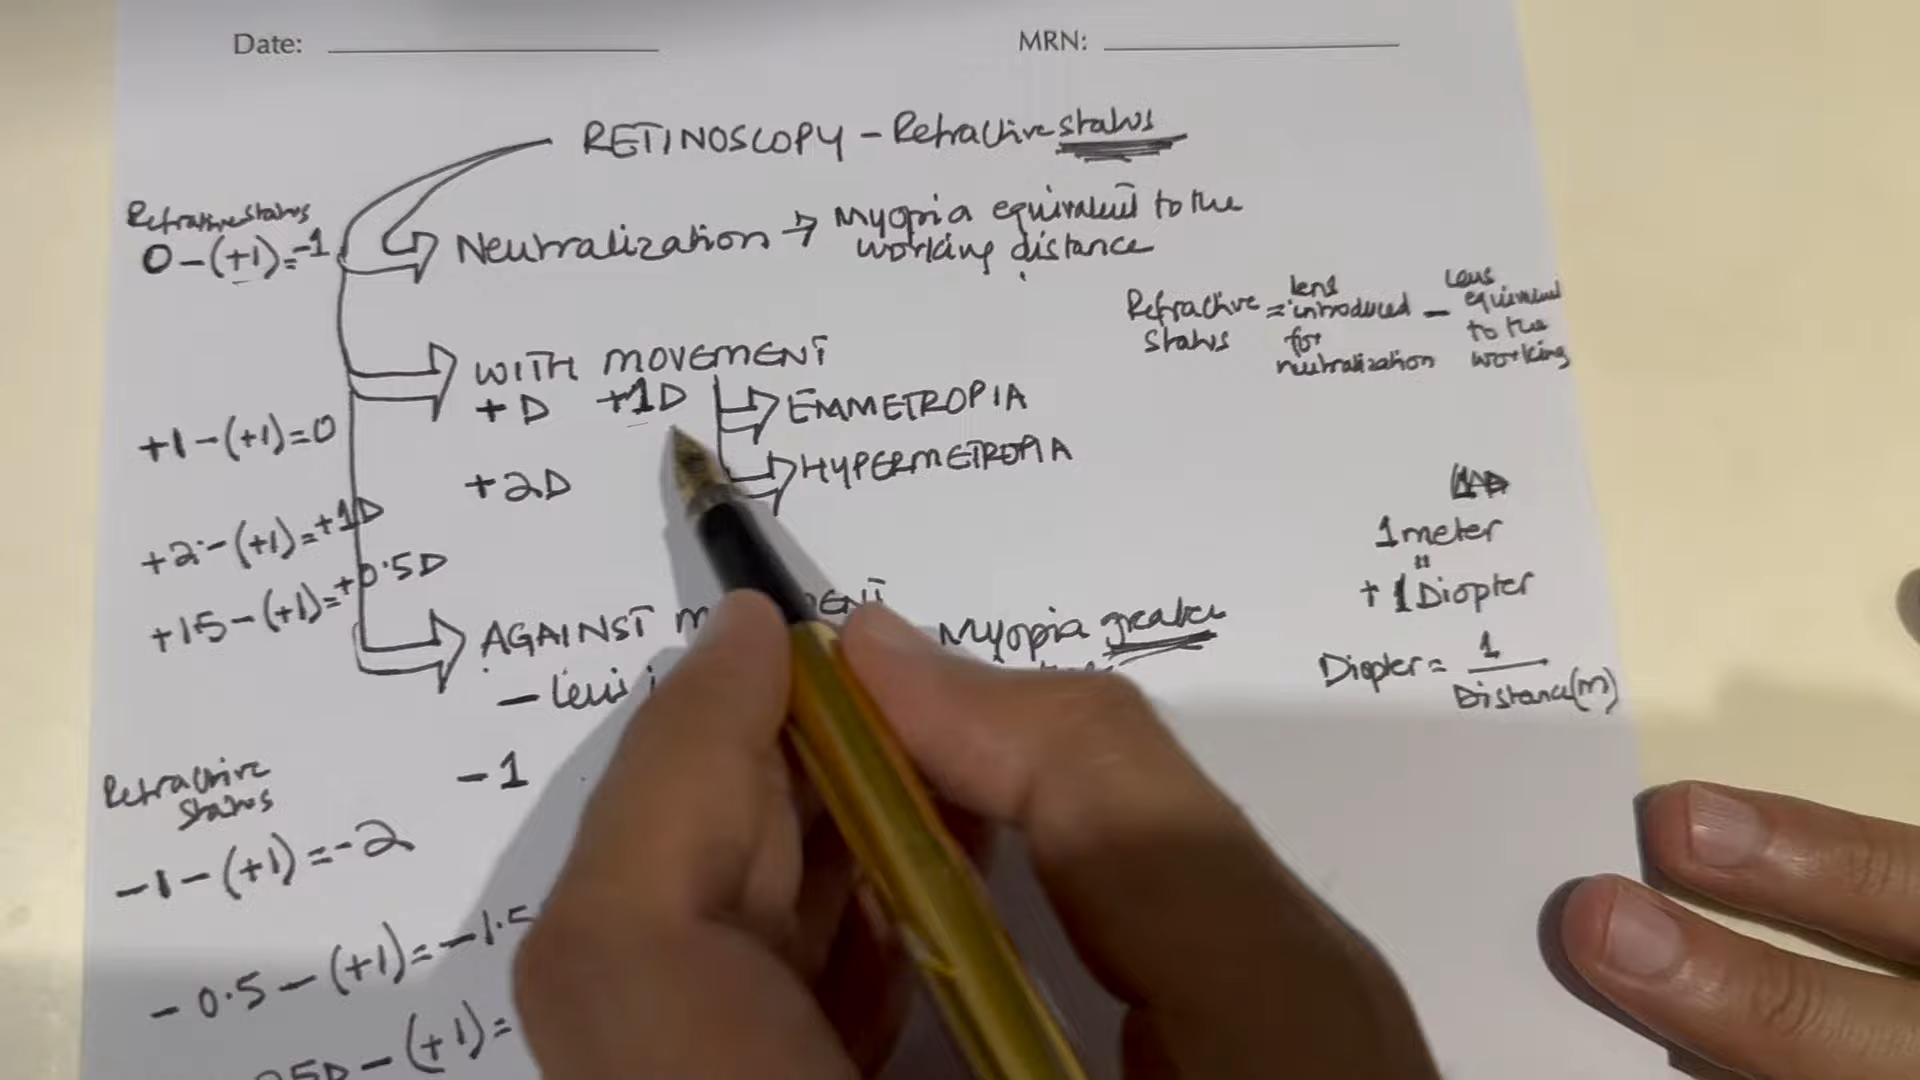 Date:
MRN:
RETINOSCOPY - Refractive status
Refractive status
0-(+1)=-1
Neutralization → Myopia equivalent to the
working distance
Refractive status = lens introduced for neutralization - Lens equivalent to the working
WITH MOVEMENT
+D +1D
EMMETROPIA
HYPERMETROPIA
+1-(+1)=0
+2D
+2-(+1)=+1D
+1.5-(+1)=+0.5D
1 meter
=
+1 Diopter
Diopter = 1
Distance(m)
AGAINST
Myopia greater
- lens
Refractive
status
-1
-1-(+1)=-2
-0.5-(+1)=-1.5
5D-(+1)=